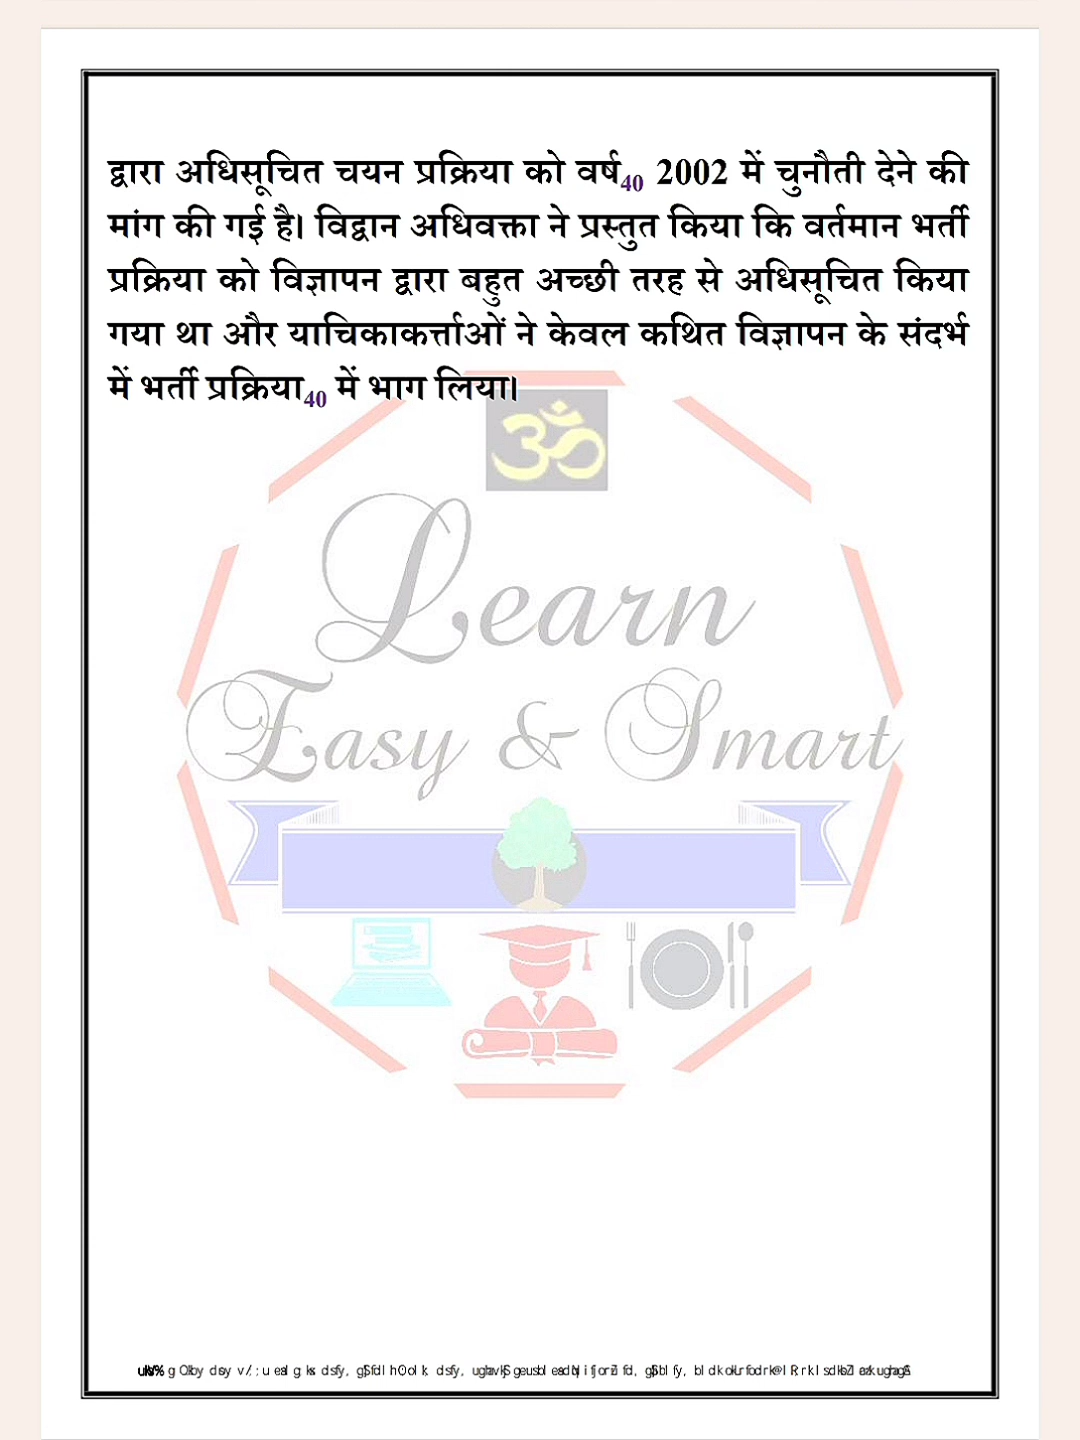 द्वारा अधिसूचित चयन प्रक्रिया को वर्ष40 2002 में चुनौती देने की
मांग की गई है। विद्वान अधिवक्ता ने प्रस्तुत किया कि वर्तमान भर्ती
प्रक्रिया को विज्ञापन द्वारा बहुत अच्छी तरह से अधिसूचित किया
गया था और याचिकाकर्त्ताओं ने केवल कथित विज्ञापन के संदर्भ
में भर्ती प्रक्रिया40 में भाग लिया।
ॐ
Learn
Easy & Smart